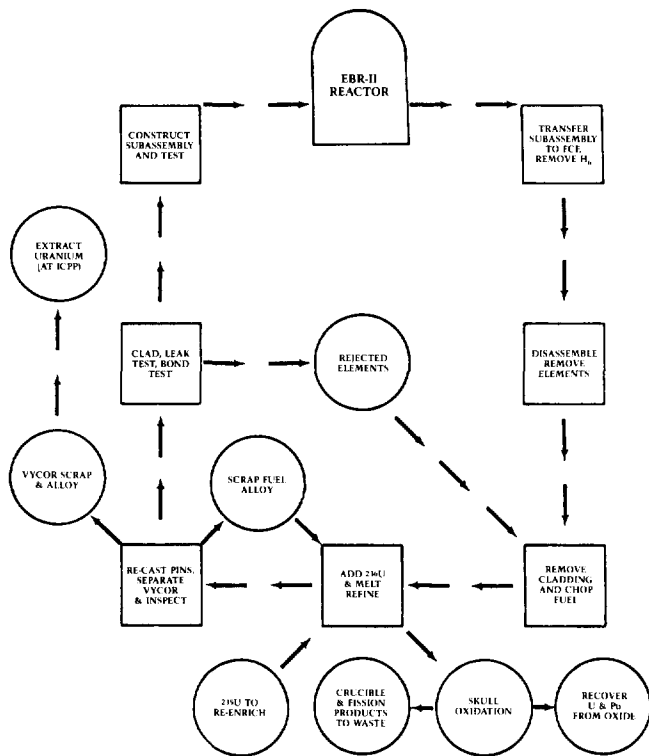 EBR-II
REACTOR
CONSTRUCT
SUBASSEMBLY
AND TEST
TRANSFER
SUBASSEMBLY
TO FCF,
REMOVE
EXTRACT
URANIUM
(AT ICPP)
CLAD, LEAK
TEST, BOND
TEST
REJECTED
ELEMENTS
DISASSEMBLE
REMOVE
ELEMENTS
VYCOR SCRAP
& ALLOY
SCRAP FUEL
ALLOY
RE-CAST PINS,
SEPARATE
VYCOR
& INSPECT
ADD ²³⁶U
& MELT
REFINE
REMOVE
CLADDING
AND CHOP
FUEL
²³⁵U TO
RE-ENRICH
CRUCIBLE
& FISSION
PRODUCTS
TO WASTE
SKULL
OXIDATION
RECOVER
U & Pu
FROM OXIDE